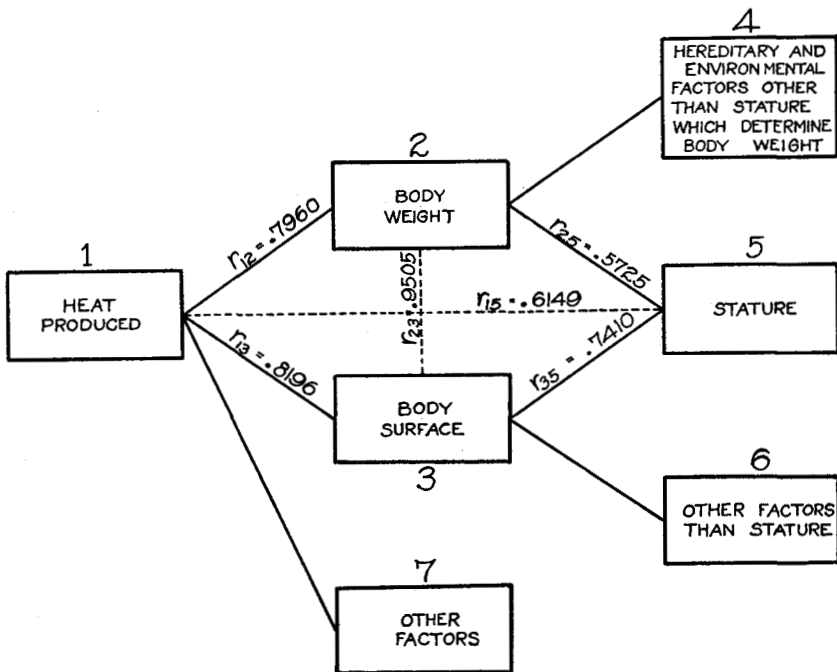 4
HEREDITARY AND
ENVIRONMENTAL
FACTORS OTHER
THAN STATURE
WHICH DETERMINE
BODY WEIGHT
2
BODY
WEIGHT
r12=.7960
r25=.5725
1
HEAT
PRODUCED
r23=.9505
r15=.6149
5
STATURE
r13=.8196
r35=.7410
BODY
SURFACE
3
6
OTHER FACTORS
THAN STATURE
7
OTHER
FACTORS